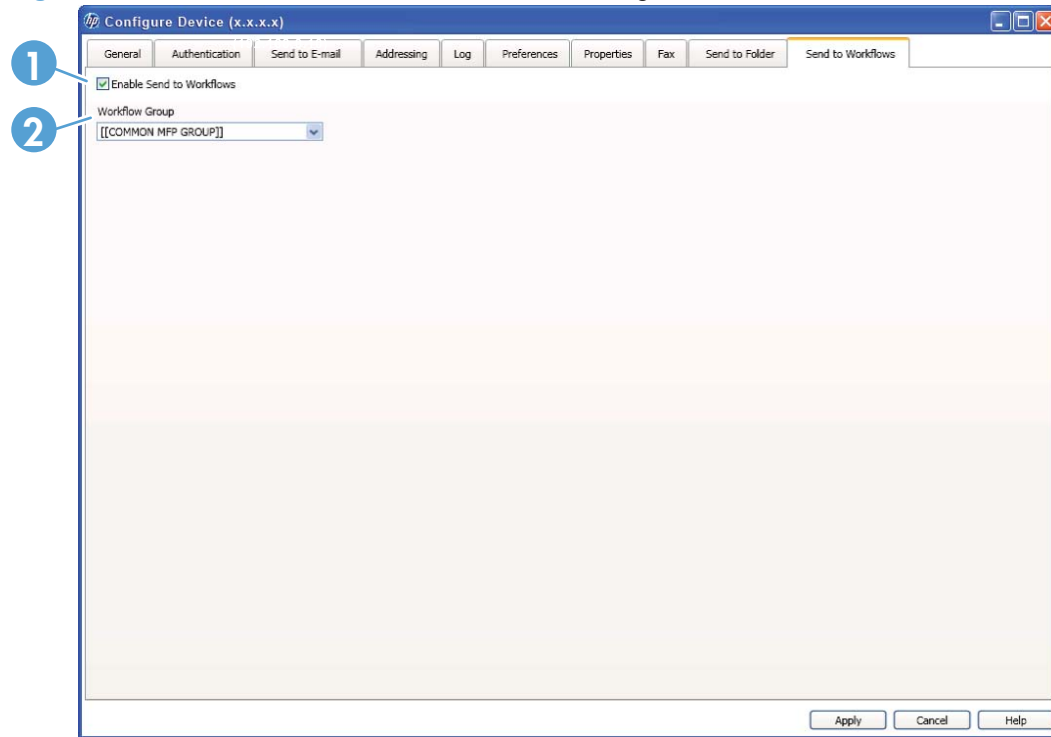 hp Configure Device (x.x.x.x)
General Authentication Send to E-mail Addressing Log Preferences Properties Fax Send to Folder Send to Workflows
1 Enable Send to Workflows
2 Workflow Group
[[COMMON MFP GROUP]]
Apply Cancel Help